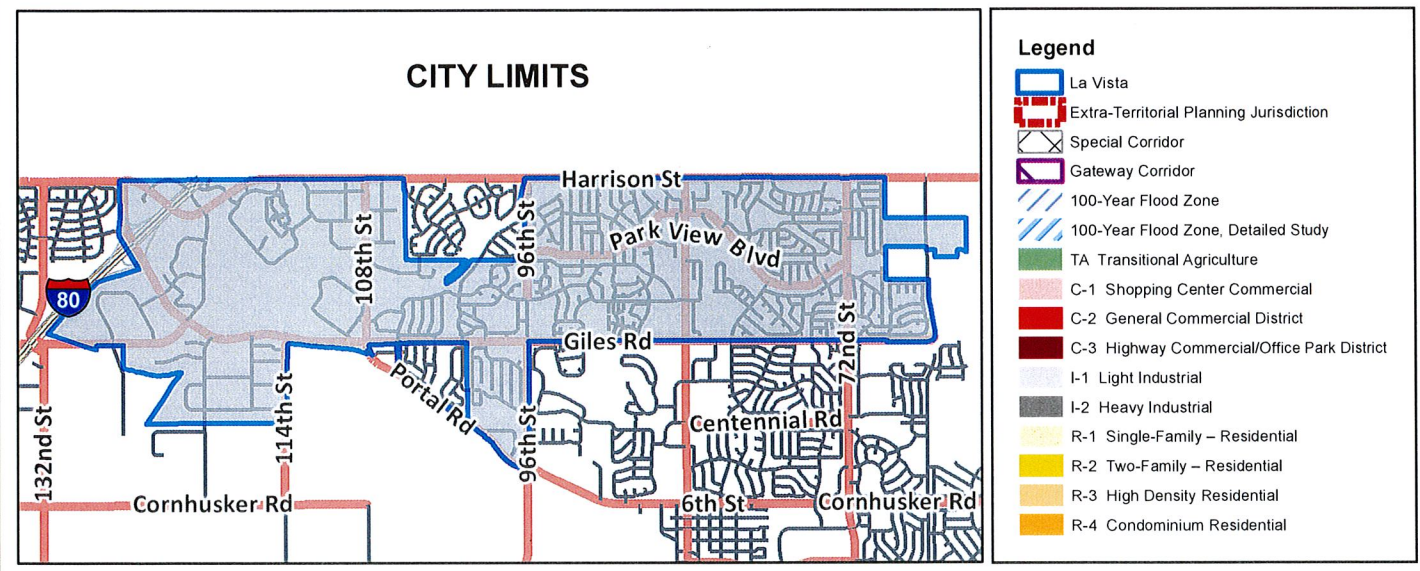 CITY LIMITS
Harrison St
Park View Blvd
96th St
108th St
80
Giles Rd
72nd St
Portal Rd
Centennial Rd
114th St
96th St
132nd St
Cornhusker Rd
6th St
Cornhusker Rd
Legend
La Vista
Extra-Territorial Planning Jurisdiction
Special Corridor
Gateway Corridor
100-Year Flood Zone
100-Year Flood Zone, Detailed Study
TA Transitional Agriculture
C-1 Shopping Center Commercial
C-2 General Commercial District
C-3 Highway Commercial/Office Park District
I-1 Light Industrial
I-2 Heavy Industrial
R-1 Single-Family – Residential
R-2 Two-Family – Residential
R-3 High Density Residential
R-4 Condominium Residential